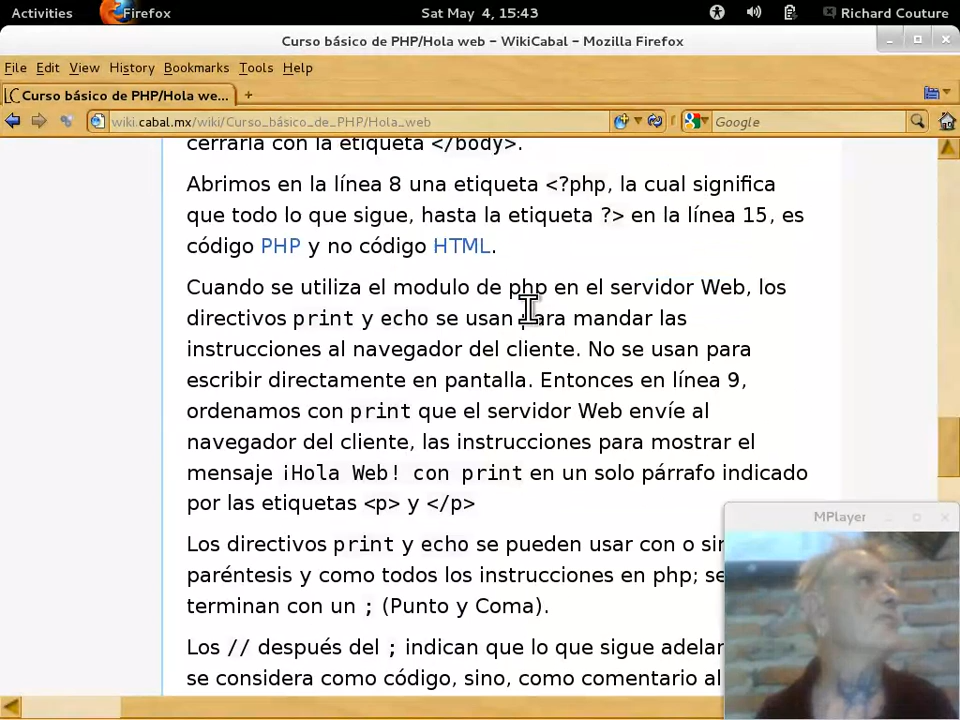 Activities Firefox Sat May 4, 15:43 Richard Couture
Curso básico de PHP/Hola web - WikiCabal - Mozilla Firefox
File Edit View History Bookmarks Tools Help
Curso básico de PHP/Hola we... +
wiki.cabal.mx/wiki/Curso_básico_de_PHP/Hola_web Google
cerrarla con la etiqueta </body>.
Abrimos en la línea 8 una etiqueta <?php, la cual significa
que todo lo que sigue, hasta la etiqueta ?> en la línea 15, es
código PHP y no código HTML.
Cuando se utiliza el modulo de php en el servidor Web, los
directivos print y echo se usan para mandar las
instrucciones al navegador del cliente. No se usan para
escribir directamente en pantalla. Entonces en línea 9,
ordenamos con print que el servidor Web envíe al
navegador del cliente, las instrucciones para mostrar el
mensaje ¡Hola Web! con print en un solo párrafo indicado
por las etiquetas <p> y </p>
MPlayer
Los directivos print y echo se pueden usar con o sin
paréntesis y como todos los instrucciones en php; se
terminan con un ; (Punto y Coma).
Los // después del ; indican que lo que sigue adelan
se considera como código, sino, como comentario al